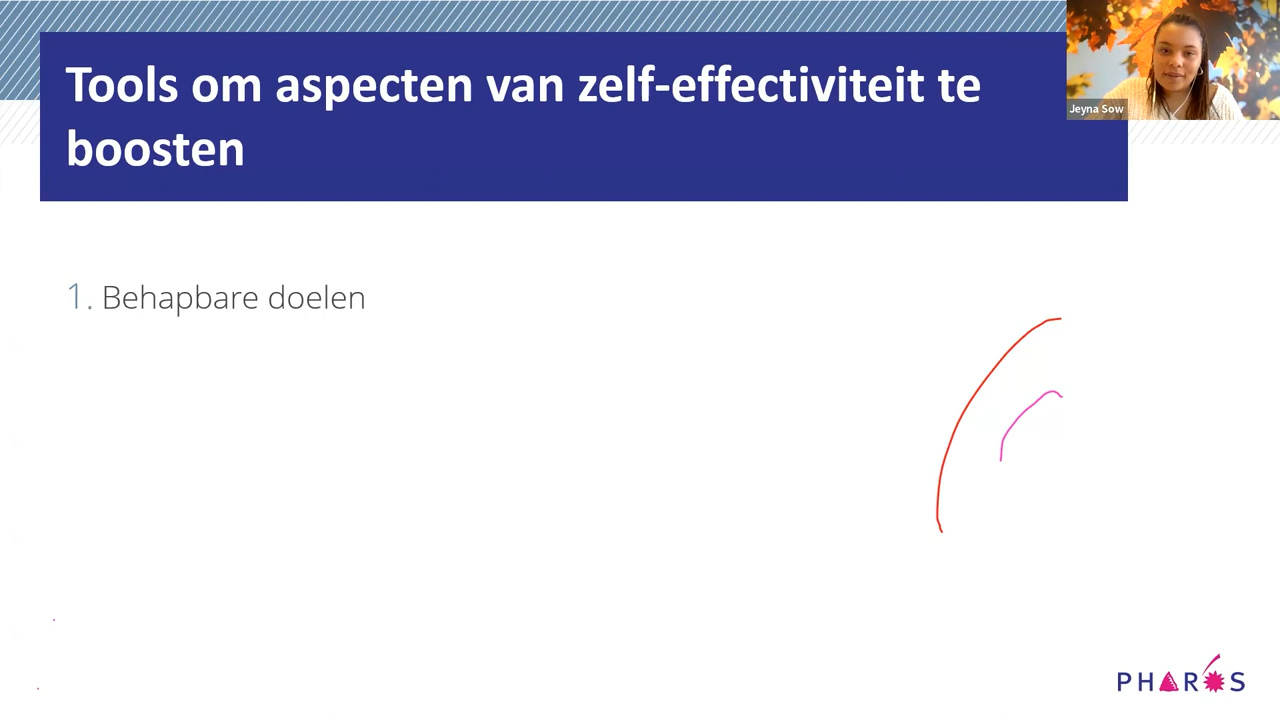 Tools om aspecten van zelf-effectiviteit te
boosten
Jeyna Sow
1. Behapbare doelen
PHAROS